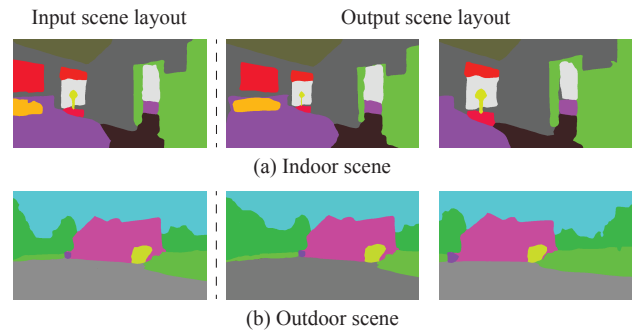 Input scene layout
Output scene layout
(a) Indoor scene
(b) Outdoor scene